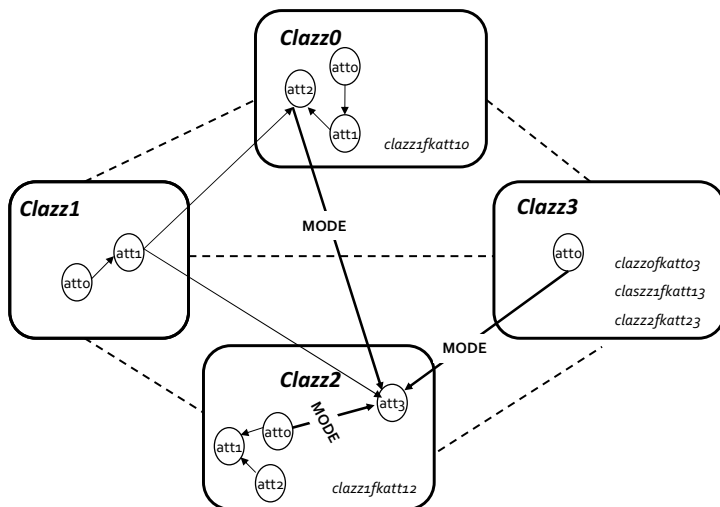 Clazz0
att0
att2
att1
clazz1fkatt10
Clazz1
att1
att0
MODE
Clazz3
att0
clazz0fkatt03
claszz1fkatt13
clazz2fkatt23
MODE
Clazz2
att3
MODE
att0
att1
att2
clazz1fkatt12